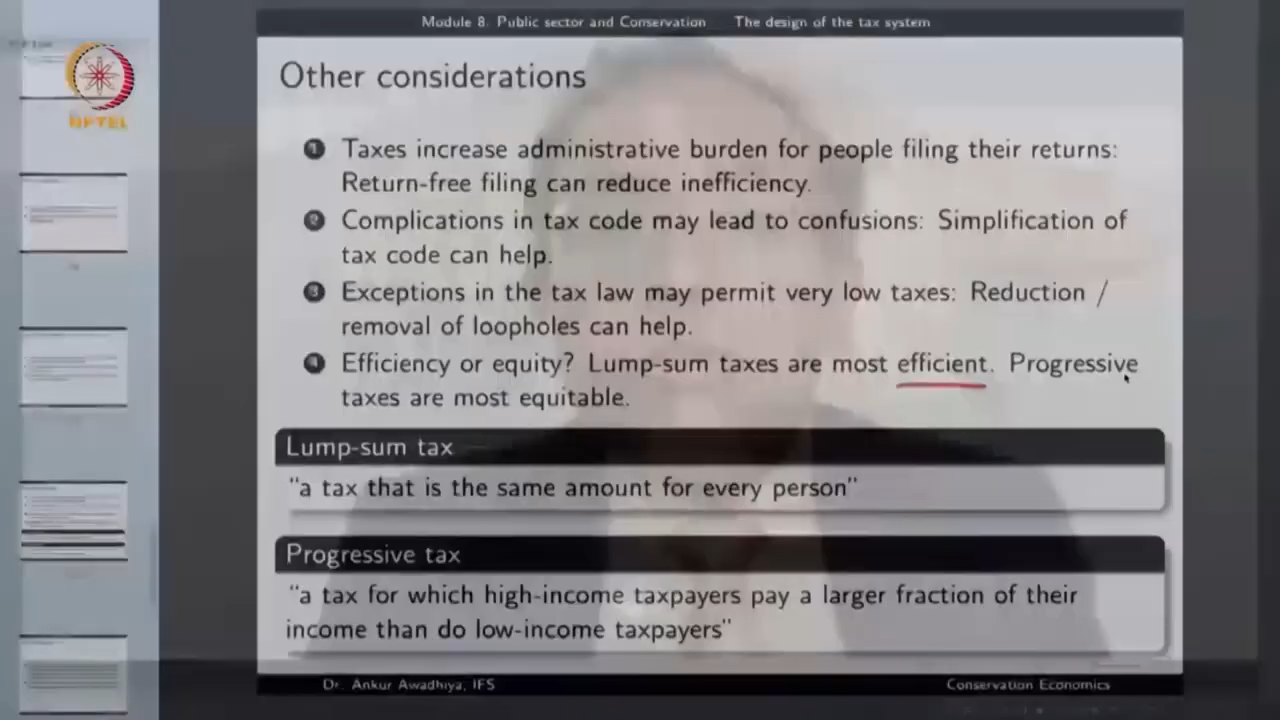 Module 8. Public sector and Conservation The design of the tax system
NPTEL
Other considerations
1 Taxes increase administrative burden for people filing their returns:
Return-free filing can reduce inefficiency.
2 Complications in tax code may lead to confusions: Simplification of
tax code can help.
3 Exceptions in the tax law may permit very low taxes: Reduction /
removal of loopholes can help.
4 Efficiency or equity? Lump-sum taxes are most efficient. Progressive
taxes are most equitable.
Lump-sum tax
"a tax that is the same amount for every person"
Progressive tax
"a tax for which high-income taxpayers pay a larger fraction of their
income than do low-income taxpayers"
Dr. Ankur Awadhiya, IFS Conservation Economics